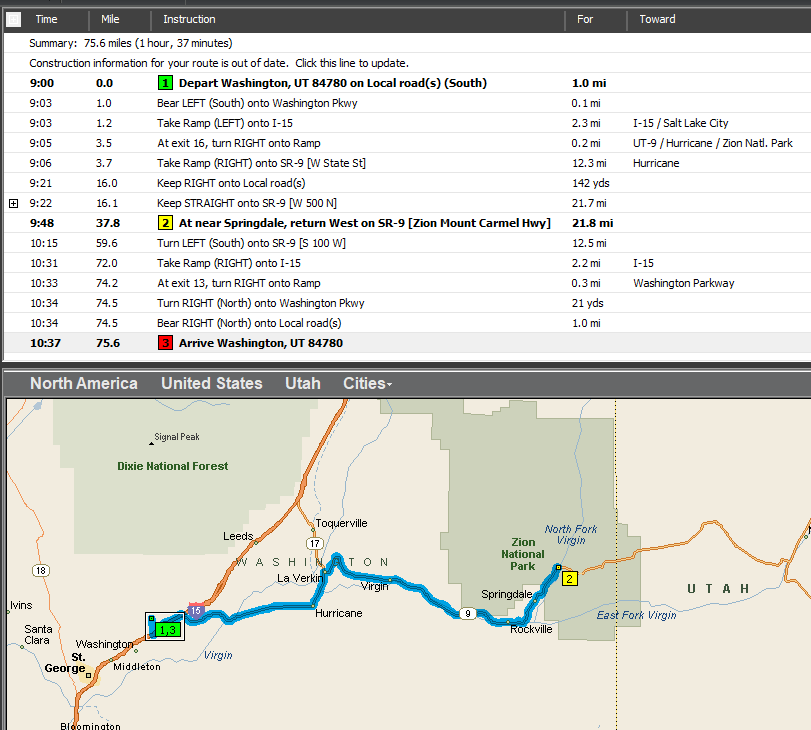 Time Mile Instruction For Toward
Summary: 75.6 miles (1 hour, 37 minutes)
Construction information for your route is out of date. Click this line to update.
9:00 0.0 1 Depart Washington, UT 84780 on Local road(s) (South) 1.0 mi
9:03 1.0 Bear LEFT (South) onto Washington Pkwy 0.1 mi
9:03 1.2 Take Ramp (LEFT) onto I-15 2.3 mi I-15 / Salt Lake City
9:05 3.5 At exit 16, turn RIGHT onto Ramp 0.2 mi UT-9 / Hurricane / Zion Natl. Park
9:06 3.7 Take Ramp (RIGHT) onto SR-9 [W State St] 12.3 mi Hurricane
9:21 16.0 Keep RIGHT onto Local road(s) 142 yds
9:22 16.1 Keep STRAIGHT onto SR-9 [W 500 N] 21.7 mi
9:48 37.8 2 At near Springdale, return West on SR-9 [Zion Mount Carmel Hwy] 21.8 mi
10:15 59.6 Turn LEFT (South) onto SR-9 [S 100 W] 12.5 mi
10:31 72.0 Take Ramp (RIGHT) onto I-15 2.2 mi I-15
10:33 74.2 At exit 13, turn RIGHT onto Ramp 0.3 mi Washington Parkway
10:34 74.5 Turn RIGHT (North) onto Washington Pkwy 21 yds
10:34 74.5 Bear RIGHT (North) onto Local road(s) 1.0 mi
10:37 75.6 3 Arrive Washington, UT 84780
North America United States Utah Cities
Signal Peak
Dixie National Forest
Toquerville
North Fork
Virgin
Leeds
17
Zion
National
Park
WASHINGTON
18
La Verkin
2
Virgin
UTAH
Springdale
Ivins
15
9
Hurricane
East Fork Virgin
1,3
Rockville
Santa
Clara
Washington
St.
George
Virgin
Middleton
Bloomington